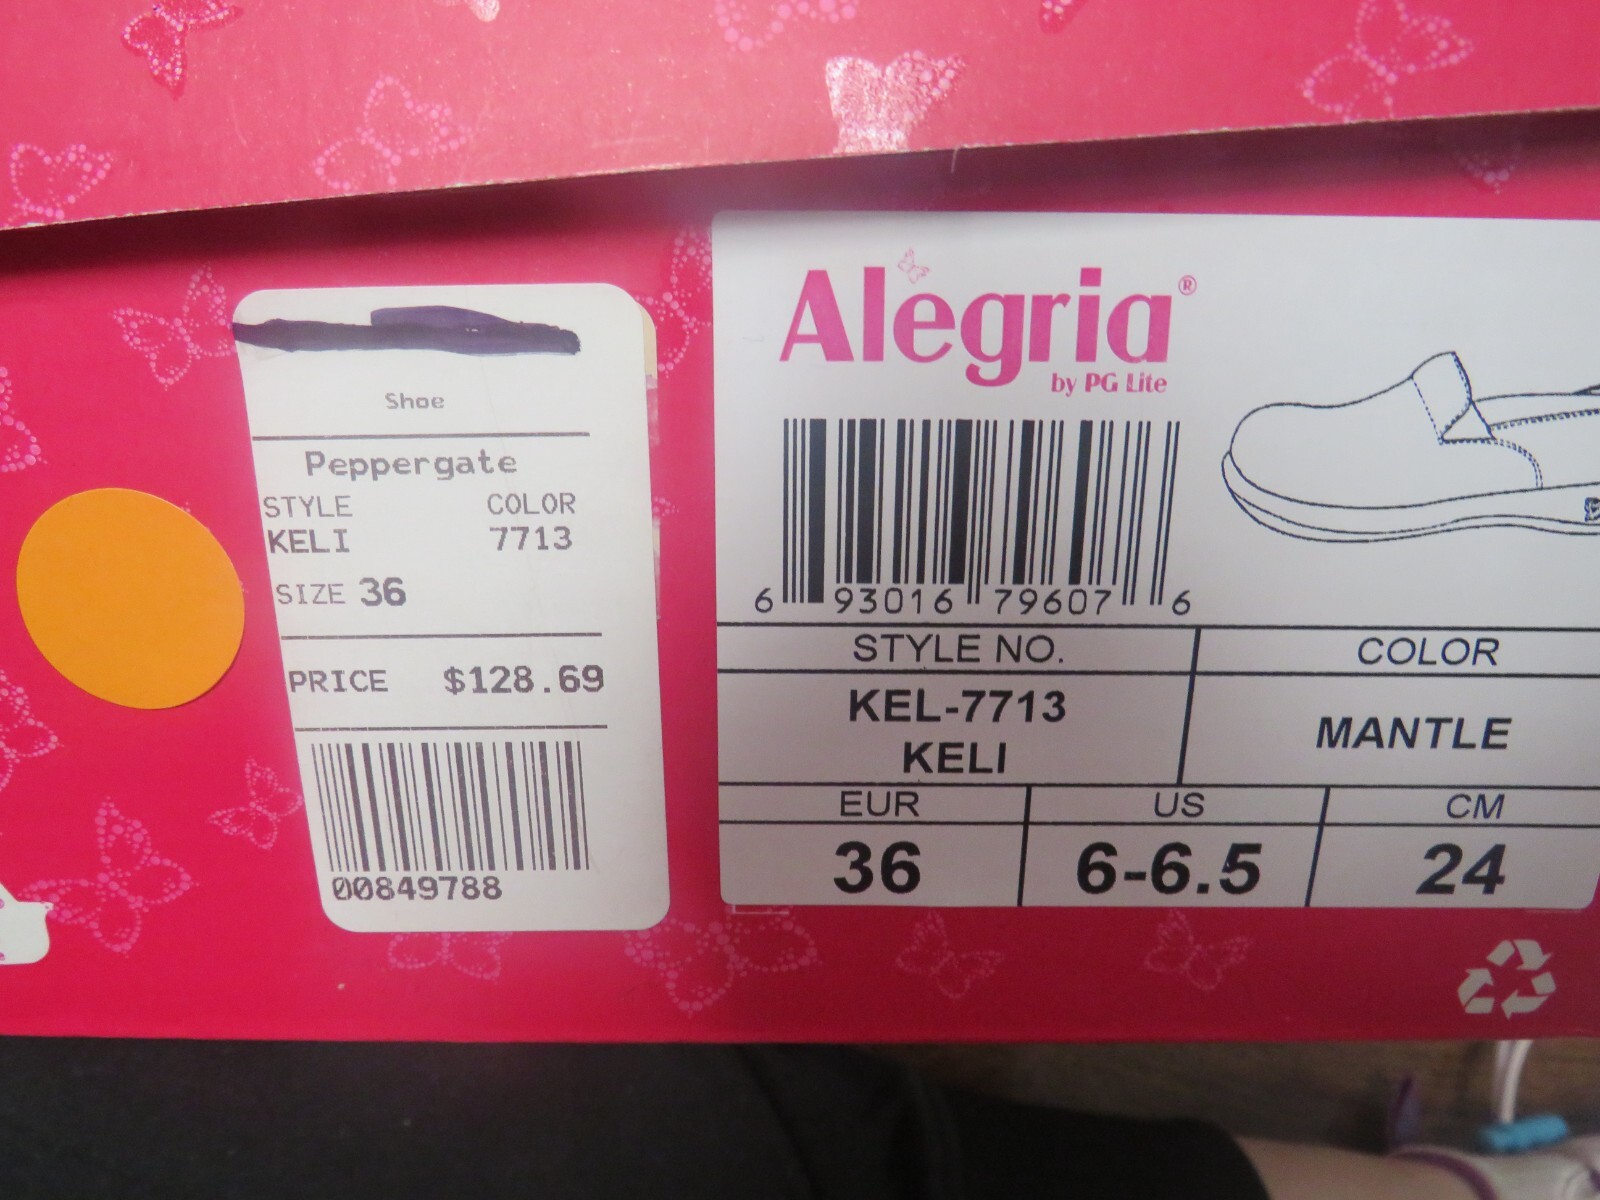 Shoe
Peppergate
STYLE COLOR
KELI 7713
SIZE 36
PRICE $128.69
00849788
Alegria®
by PG Lite
6 93016 79607 6
STYLE NO. COLOR
KEL-7713
KELI
MANTLE
EUR US CM
36 6-6.5 24